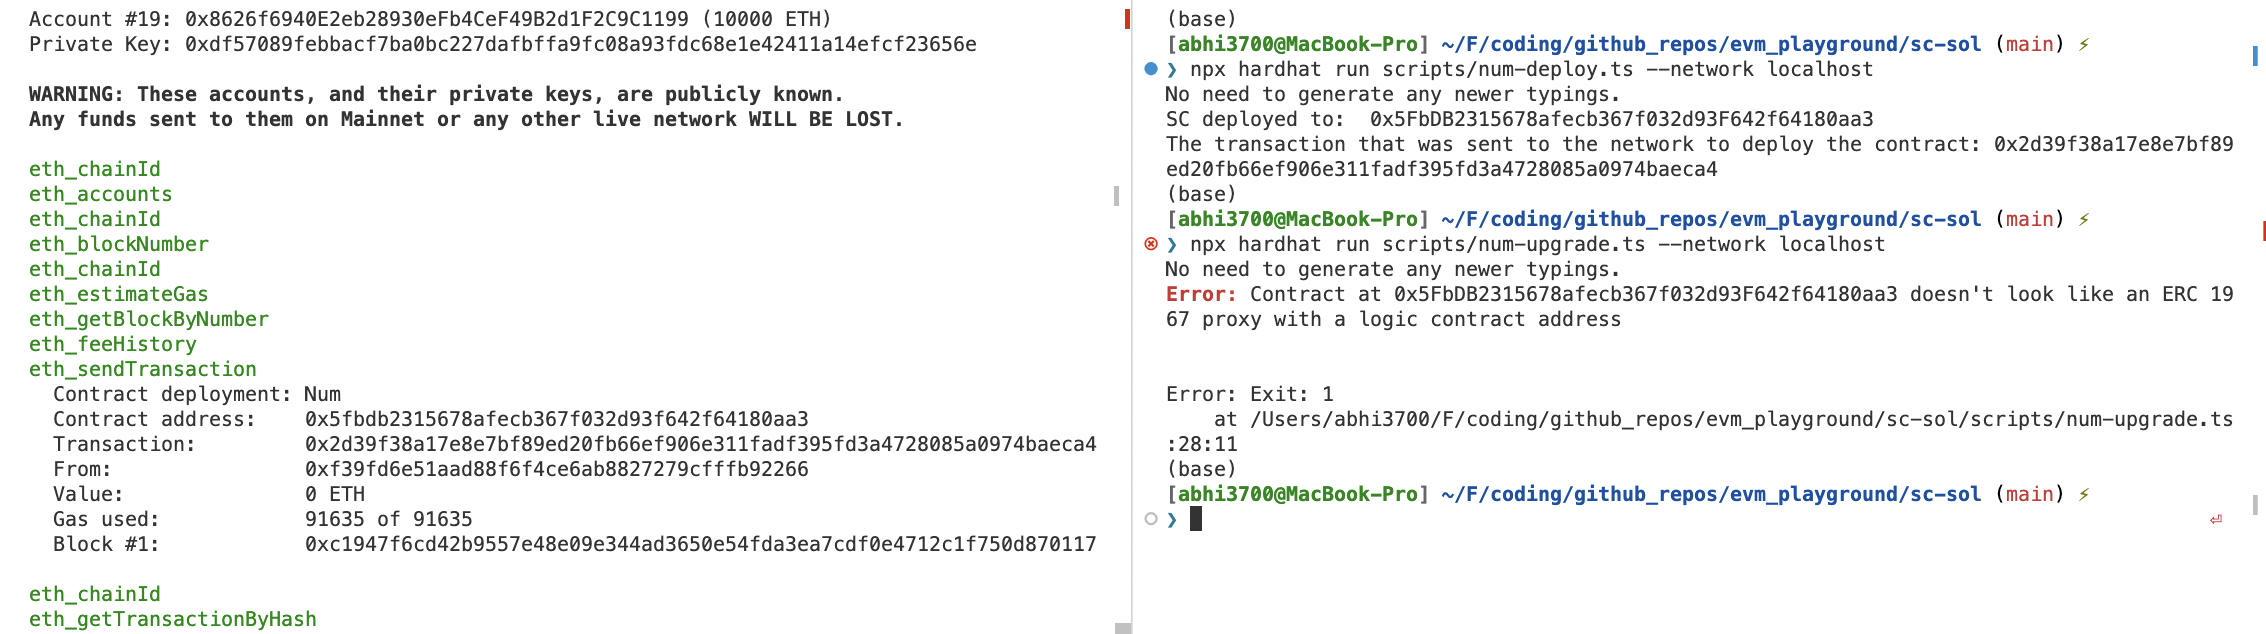 Account #19: 0x8626f6940E2eb28930eFb4CeF49B2d1F2C9C1199 (10000 ETH)
Private Key: 0xdf57089febbacf7ba0bc227dafbffa9fc08a93fdc68e1e42411a14efcf23656e
WARNING: These accounts, and their private keys, are publicly known.
Any funds sent to them on Mainnet or any other live network WILL BE LOST.
eth_chainId
eth_accounts
eth_chainId
eth_blockNumber
eth_chainId
eth_estimateGas
eth_getBlockByNumber
eth_feeHistory
eth_sendTransaction
Contract deployment: Num
Contract address: 0x5fbdb2315678afecb367f032d93f642f64180aa3
Transaction: 0x2d39f38a17e8e7bf89ed20fb66ef906e311fadf395fd3a4728085a0974baeca4
From: 0xf39fd6e51aad88f6f4ce6ab8827279cfffb92266
Value: 0 ETH
Gas used: 91635 of 91635
Block #1: 0xc1947f6cd42b9557e48e09e344ad3650e54fda3ea7cdf0e4712c1f750d870117
eth_chainId
eth_getTransactionByHash
(base)
[abhi3700@MacBook-Pro] ~/F/coding/github_repos/evm_playground/sc-sol (main) ⚡
❯ npx hardhat run scripts/num-deploy.ts --network localhost
No need to generate any newer typings.
SC deployed to: 0x5FbDB2315678afecb367f032d93F642f64180aa3
The transaction that was sent to the network to deploy the contract: 0x2d39f38a17e8e7bf89
ed20fb66ef906e311fadf395fd3a4728085a0974baeca4
(base)
[abhi3700@MacBook-Pro] ~/F/coding/github_repos/evm_playground/sc-sol (main) ⚡
❯ npx hardhat run scripts/num-upgrade.ts --network localhost
No need to generate any newer typings.
Error: Contract at 0x5FbDB2315678afecb367f032d93F642f64180aa3 doesn't look like an ERC 19
67 proxy with a logic contract address
Error: Exit: 1
at /Users/abhi3700/F/coding/github_repos/evm_playground/sc-sol/scripts/num-upgrade.ts
:28:11
(base)
[abhi3700@MacBook-Pro] ~/F/coding/github_repos/evm_playground/sc-sol (main) ⚡
❯